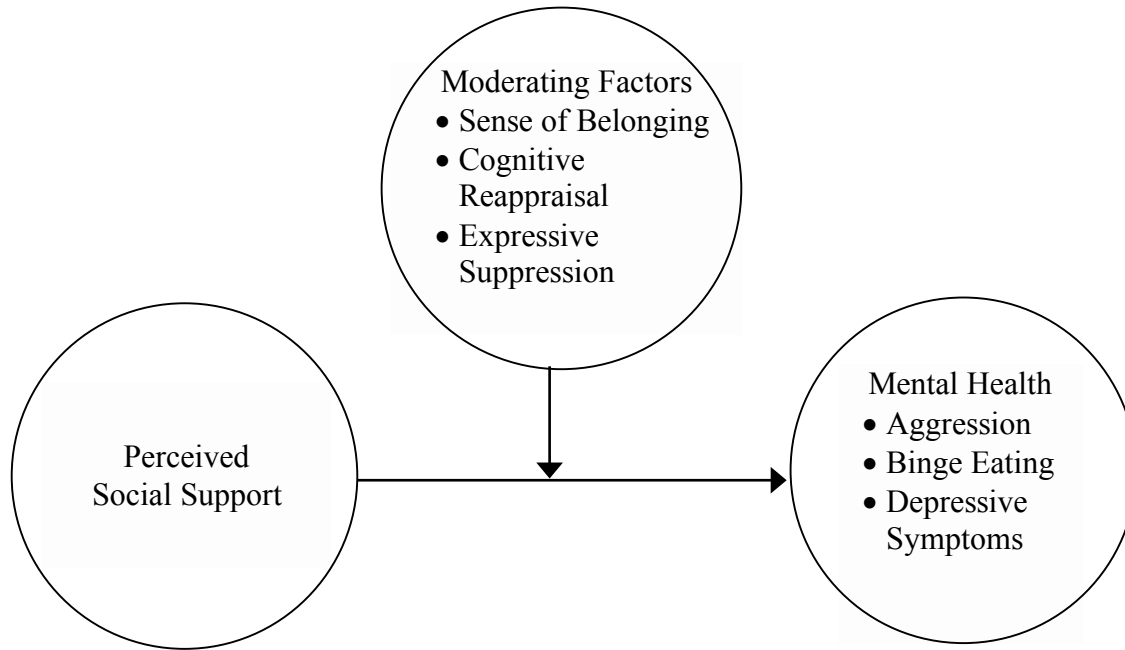 Moderating Factors
• Sense of Belonging
• Cognitive
Reappraisal
• Expressive
Suppression
Perceived
Social Support
Mental Health
• Aggression
• Binge Eating
• Depressive
Symptoms